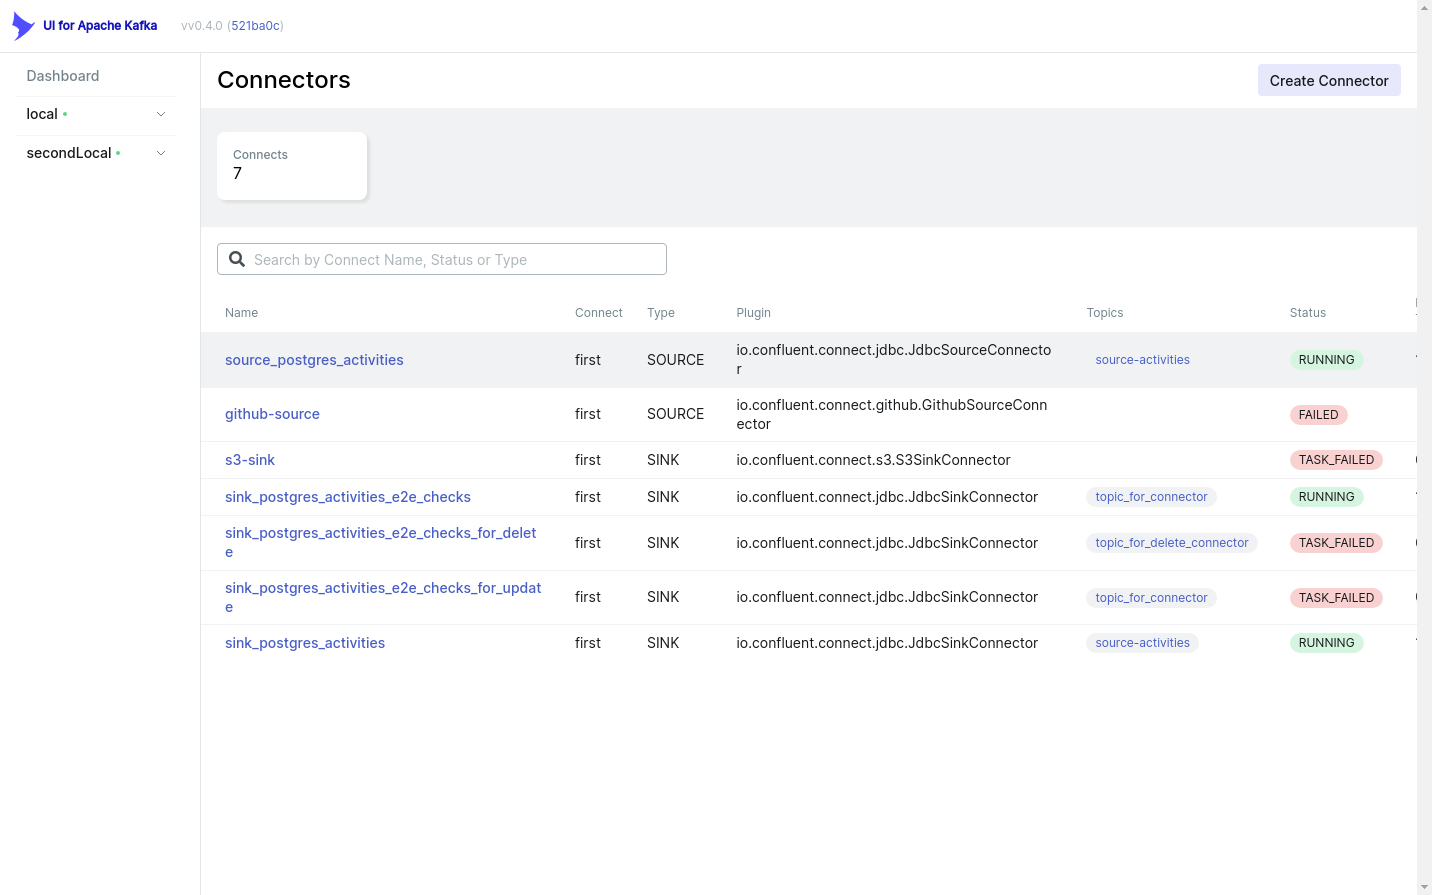 UI for Apache Kafka vv0.4.0 (521ba0c)
Dashboard
local
secondLocal
Connectors
Create Connector
Connects
7
Search by Connect Name, Status or Type
Name Connect Type Plugin Topics Status
source_postgres_activities first SOURCE io.confluent.connect.jdbc.JdbcSourceConnecto
r source-activities RUNNING
github-source first SOURCE io.confluent.connect.github.GithubSourceConn
ector FAILED
s3-sink first SINK io.confluent.connect.s3.S3SinkConnector TASK_FAILED
sink_postgres_activities_e2e_checks first SINK io.confluent.connect.jdbc.JdbcSinkConnector topic_for_connector RUNNING
sink_postgres_activities_e2e_checks_for_delet
e first SINK io.confluent.connect.jdbc.JdbcSinkConnector topic_for_delete_connector TASK_FAILED
sink_postgres_activities_e2e_checks_for_updat
e first SINK io.confluent.connect.jdbc.JdbcSinkConnector topic_for_connector TASK_FAILED
sink_postgres_activities first SINK io.confluent.connect.jdbc.JdbcSinkConnector source-activities RUNNING